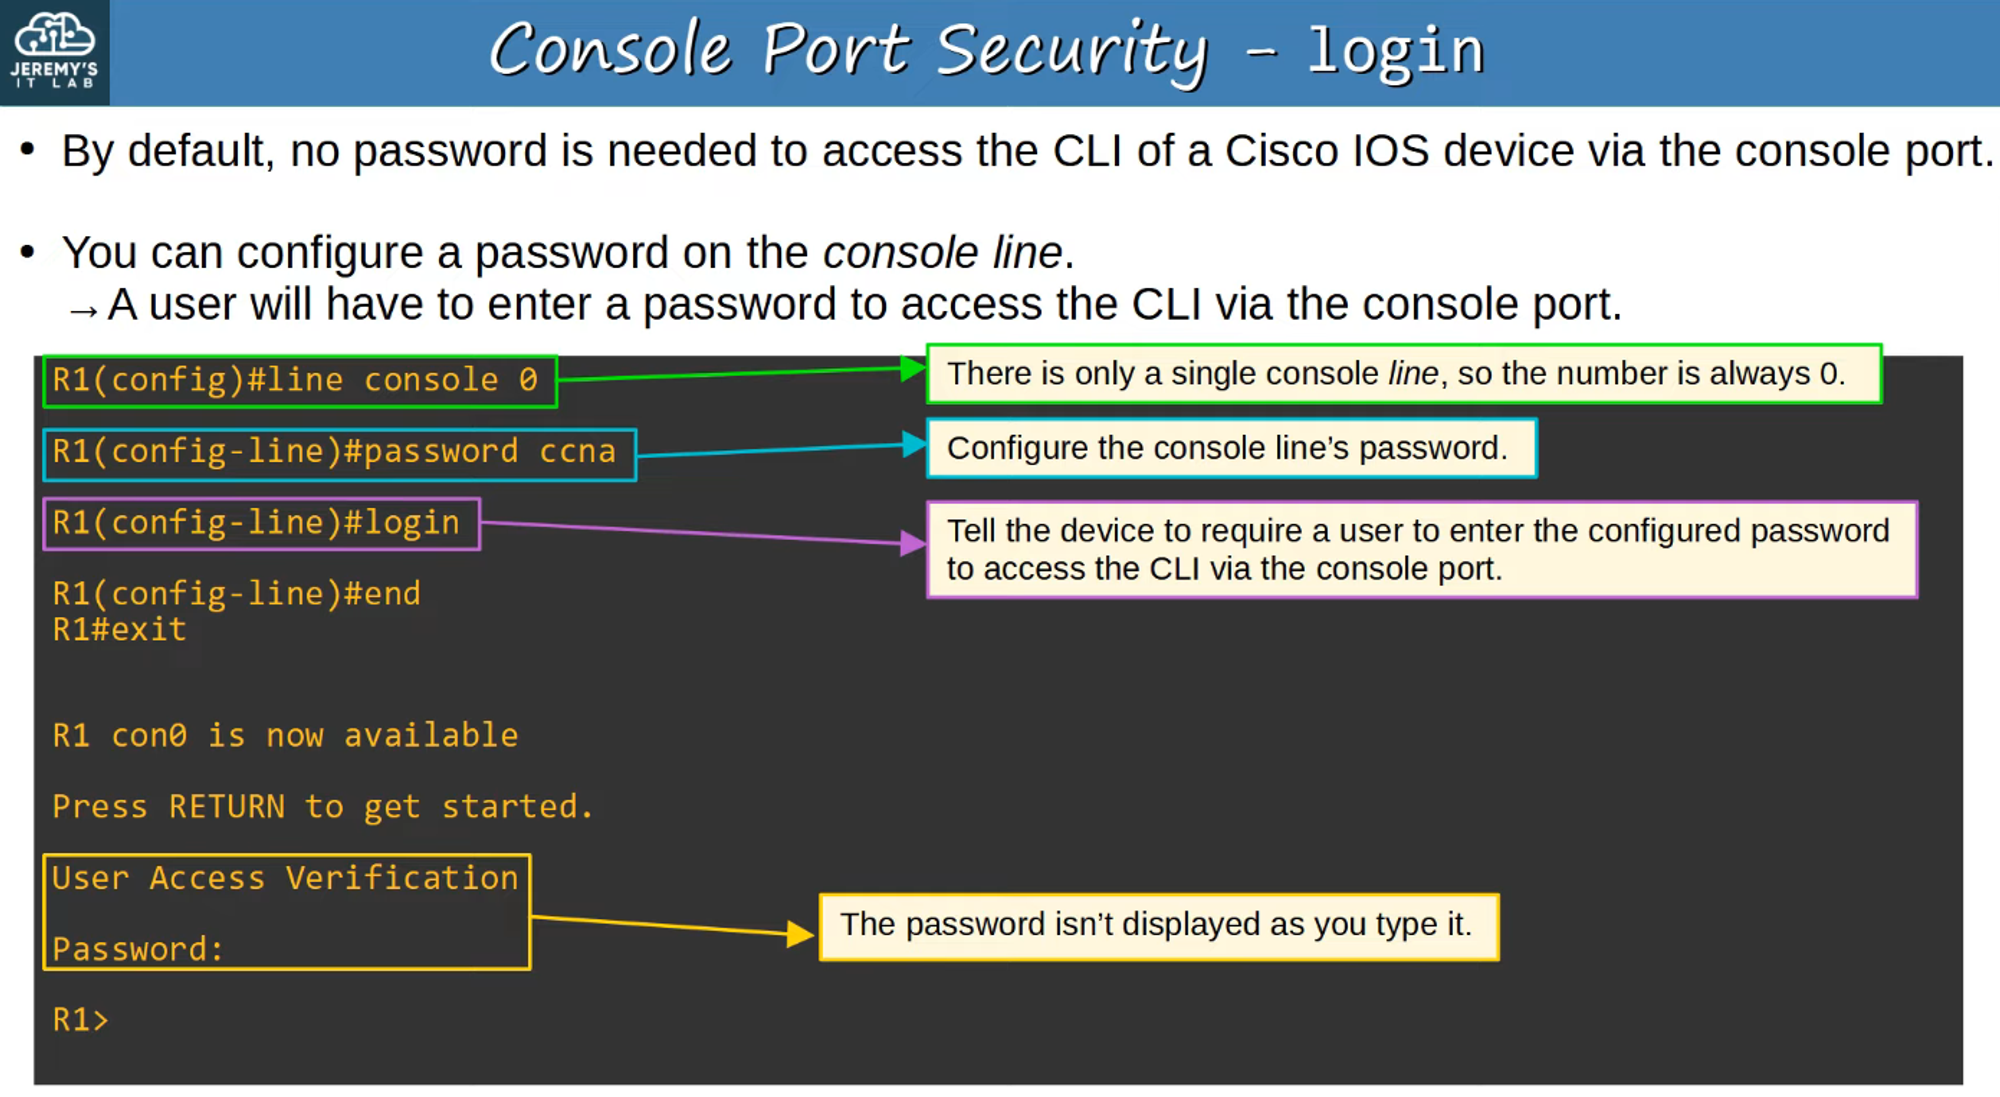 JEREMY'S
IT LAB
Console Port Security - login
• By default, no password is needed to access the CLI of a Cisco IOS device via the console port.
• You can configure a password on the console line.
→ A user will have to enter a password to access the CLI via the console port.
R1(config)#line console 0
There is only a single console line, so the number is always 0.
R1(config-line)#password ccna
Configure the console line’s password.
R1(config-line)#login
Tell the device to require a user to enter the configured password
to access the CLI via the console port.
R1(config-line)#end
R1#exit
R1 con0 is now available
Press RETURN to get started.
User Access Verification
Password:
The password isn’t displayed as you type it.
R1>